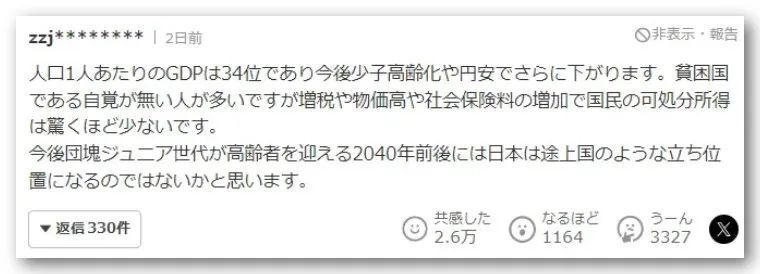 zzj******** | 2日前
非表示・報告
人口1人あたりのGDPは34位であり今後少子高齢化や円安でさらに下がります。貧困国
である自覚が無い人が多いですが増税や物価高や社会保険料の増加で国民の可処分所得
は驚くほど少ないです。
今後団塊ジュニア世代が高齢者を迎える2040年前後には日本は途上国のような立ち位
置になるのではないかと思います。
▼ 返信 330件
共感した
2.6万
なるほど
1164
うーん
3327
X